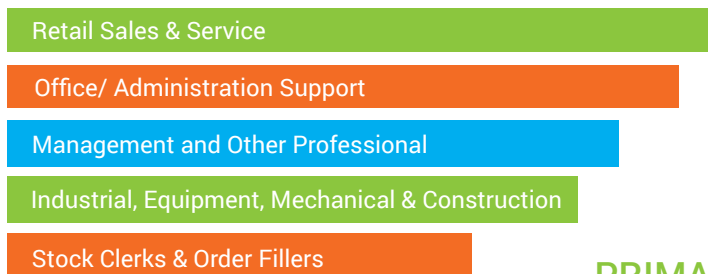 Retail Sales & Service
Office/ Administration Support
Management and Other Professional
Industrial, Equipment, Mechanical & Construction
Stock Clerks & Order Fillers